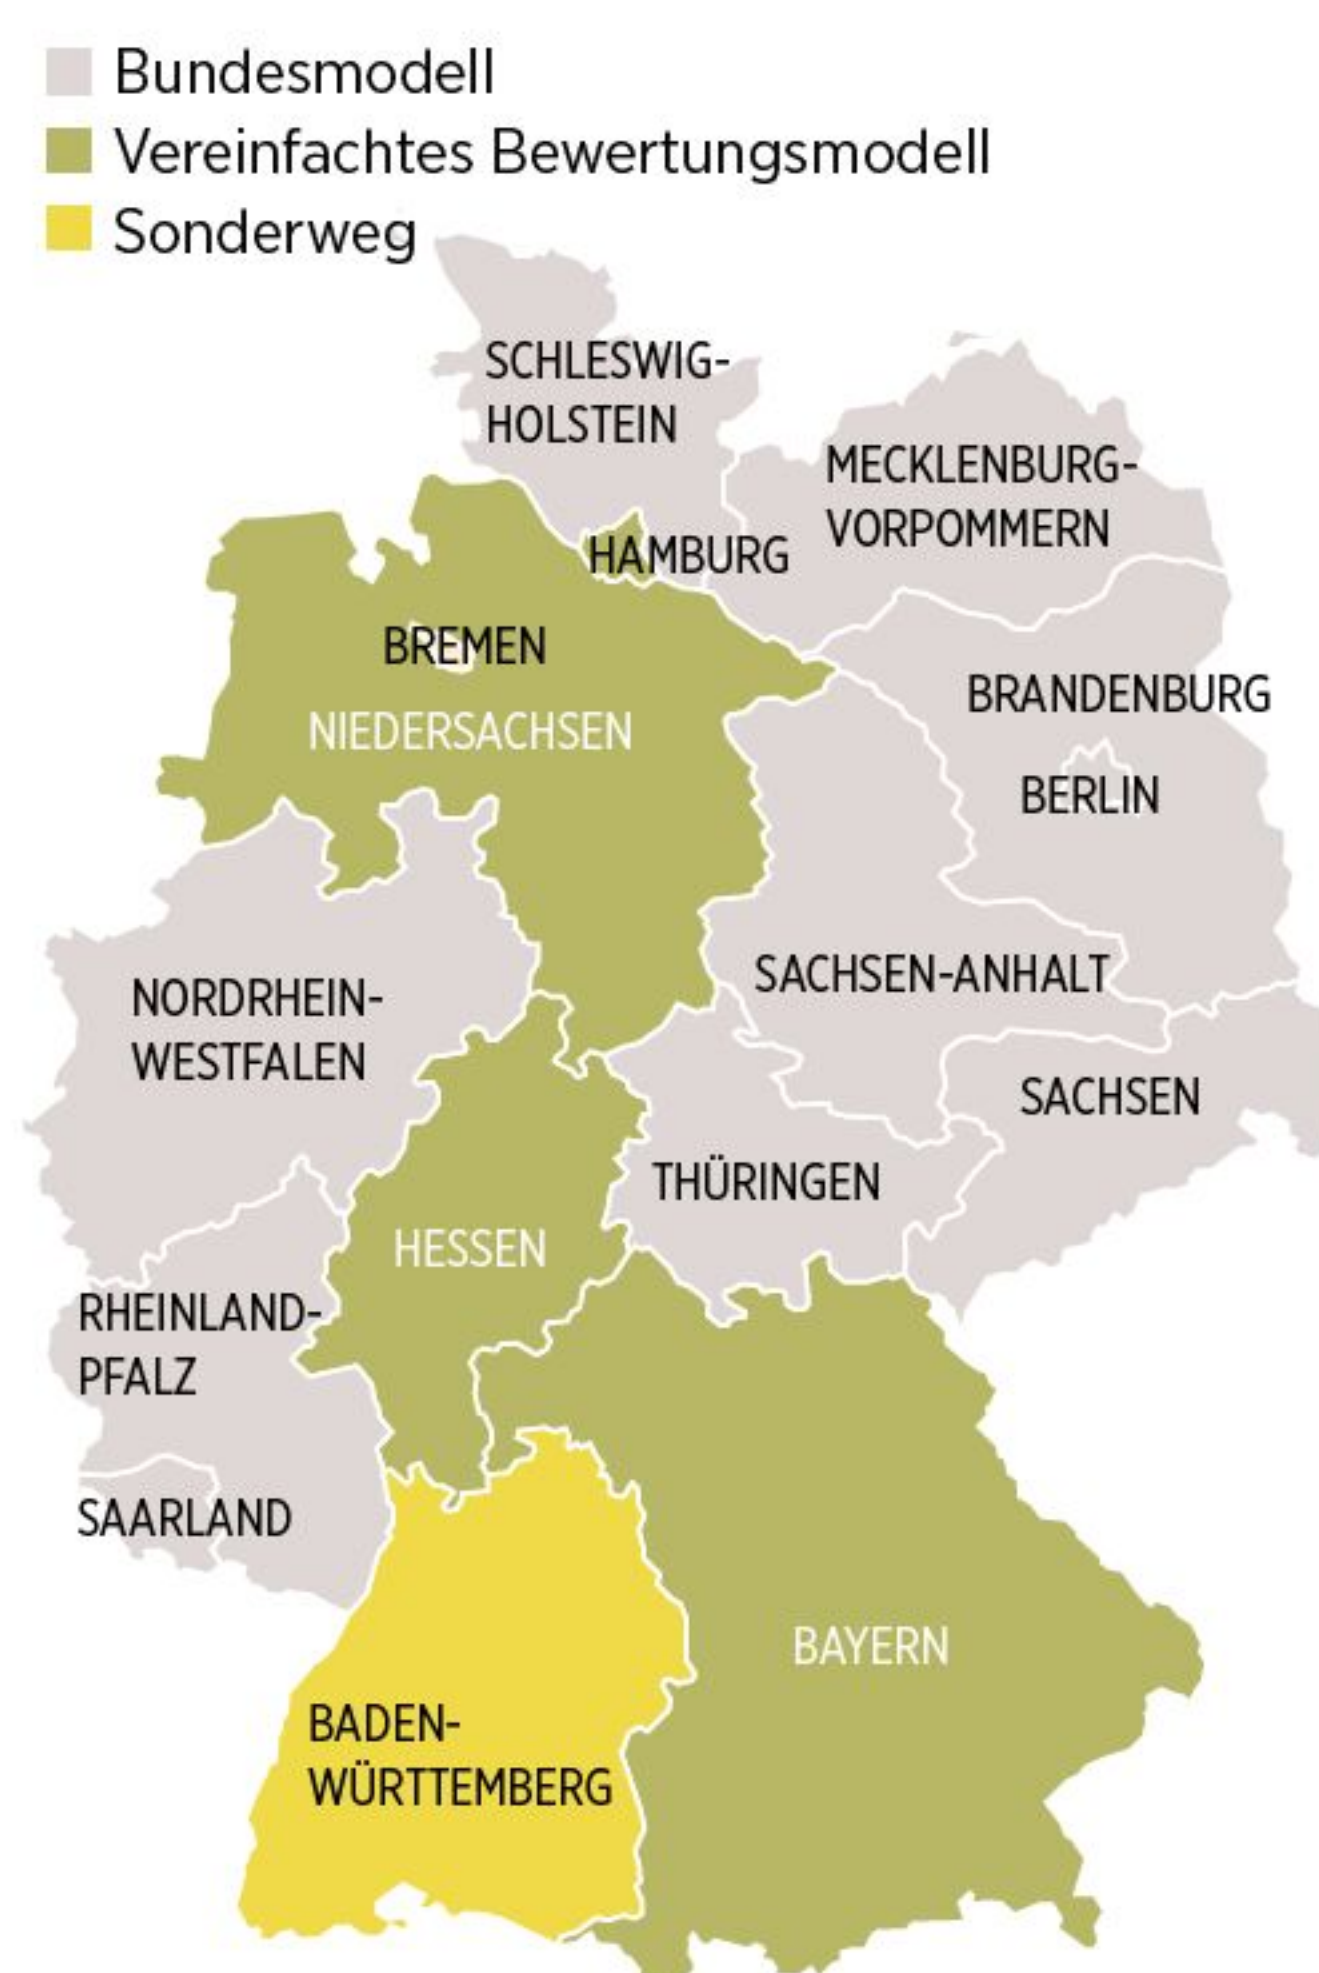 Bundesmodell
Vereinfachtes Bewertungsmodell
Sonderweg
SCHLESWIG-
HOLSTEIN
MECKLENBURG-
VORPOMMERN
HAMBURG
BREMEN
NIEDERSACHSEN
BRANDENBURG
BERLIN
SACHSEN-ANHALT
NORDRHEIN-
WESTFALEN
SACHSEN
THÜRINGEN
HESSEN
RHEINLAND-
PFALZ
SAARLAND
BAYERN
BADEN-
WÜRTTEMBERG